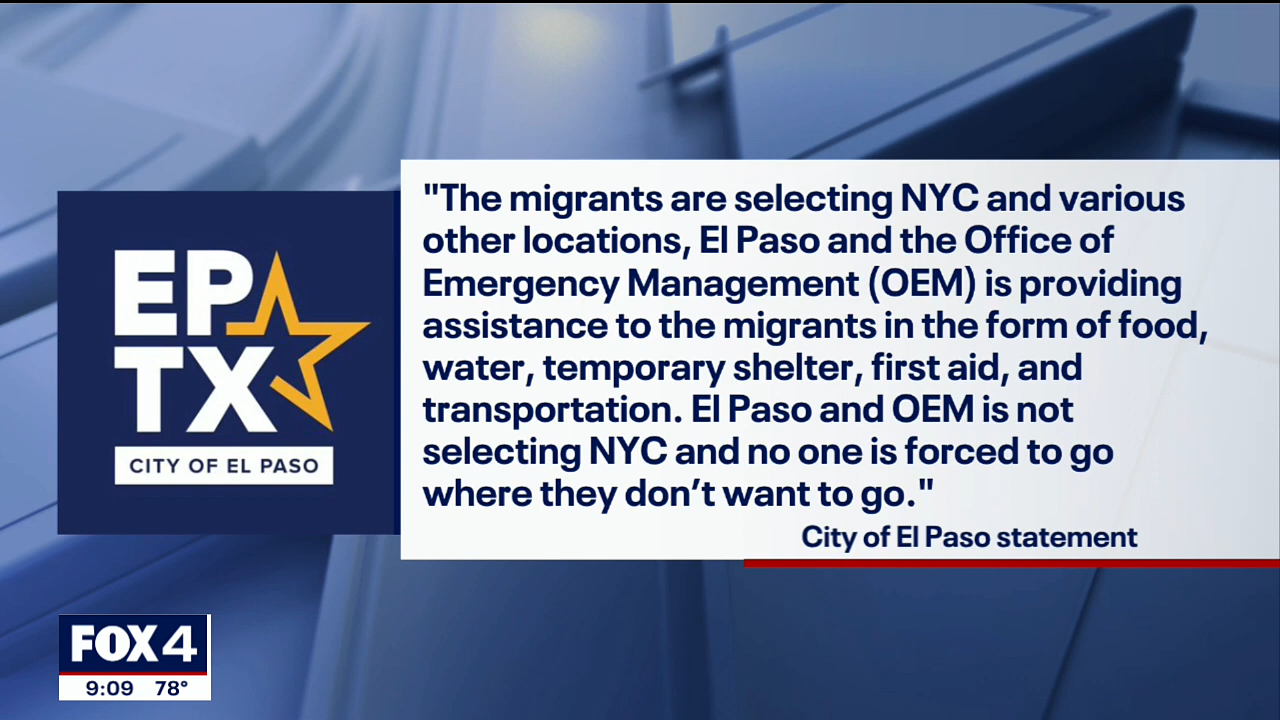 "The migrants are selecting NYC and various
other locations, El Paso and the Office of
Emergency Management (OEM) is providing
assistance to the migrants in the form of food,
water, temporary shelter, first aid, and
transportation. El Paso and OEM is not
selecting NYC and no one is forced to go
where they don’t want to go."
City of El Paso statement
EP
TX
CITY OF EL PASO
FOX 4
9:09 78°